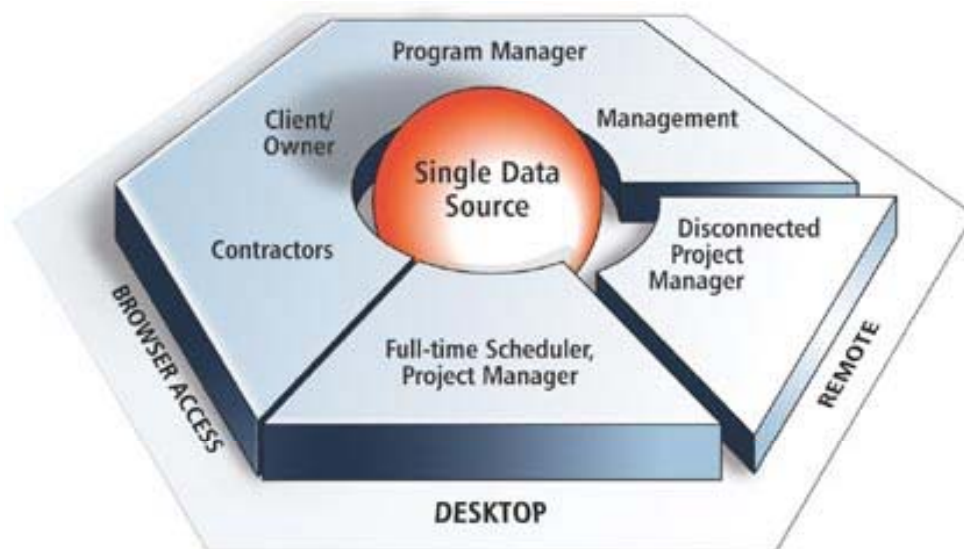 Program Manager
Client/
Owner
Management
Single Data
Source
Contractors
Disconnected
Project
Manager
Full-time Scheduler,
Project Manager
BROWSER ACCESS
REMOTE
DESKTOP